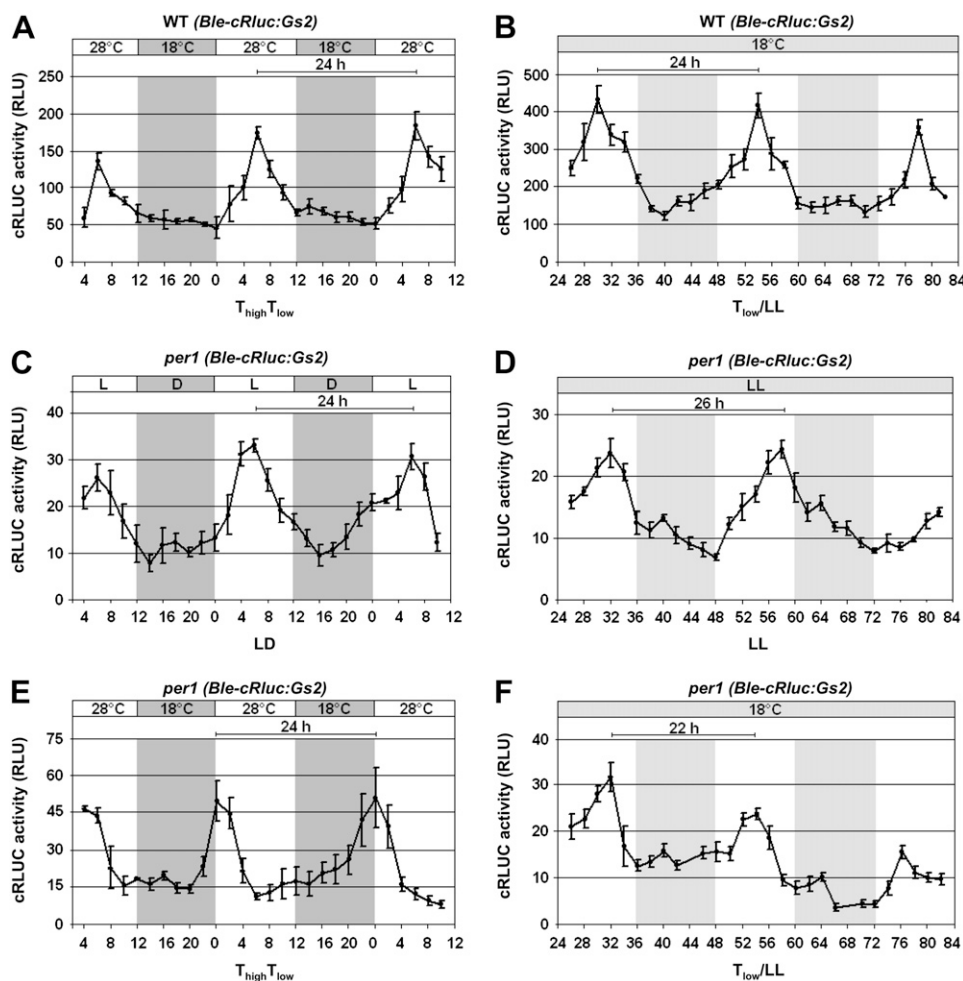 A
WT (Ble-cRluc:Gs2)
28°C 18°C 28°C 18°C 28°C
24 h
cRLUC activity (RLU)
250
200
150
100
50
0
4 8 12 16 20 0 4 8 12 16 20 0 4 8 12
ThighTlow
B
WT (Ble-cRluc:Gs2)
18°C
24 h
cRLUC activity (RLU)
500
400
300
200
100
0
24 28 32 36 40 44 48 52 56 60 64 68 72 76 80 84
Tlow/LL
C
per1 (Ble-cRluc:Gs2)
L D L D L
24 h
cRLUC activity (RLU)
40
30
20
10
0
4 8 12 16 20 0 4 8 12 16 20 0 4 8 12
LD
D
per1 (Ble-cRluc:Gs2)
LL
26 h
cRLUC activity (RLU)
30
20
10
0
24 28 32 36 40 44 48 52 56 60 64 68 72 76 80 84
LL
E
per1 (Ble-cRluc:Gs2)
28°C 18°C 28°C 18°C 28°C
24 h
cRLUC activity (RLU)
75
60
45
30
15
0
4 8 12 16 20 0 4 8 12 16 20 0 4 8 12
ThighTlow
F
per1 (Ble-cRluc:Gs2)
18°C
22 h
cRLUC activity (RLU)
40
30
20
10
0
24 28 32 36 40 44 48 52 56 60 64 68 72 76 80 84
Tlow/LL